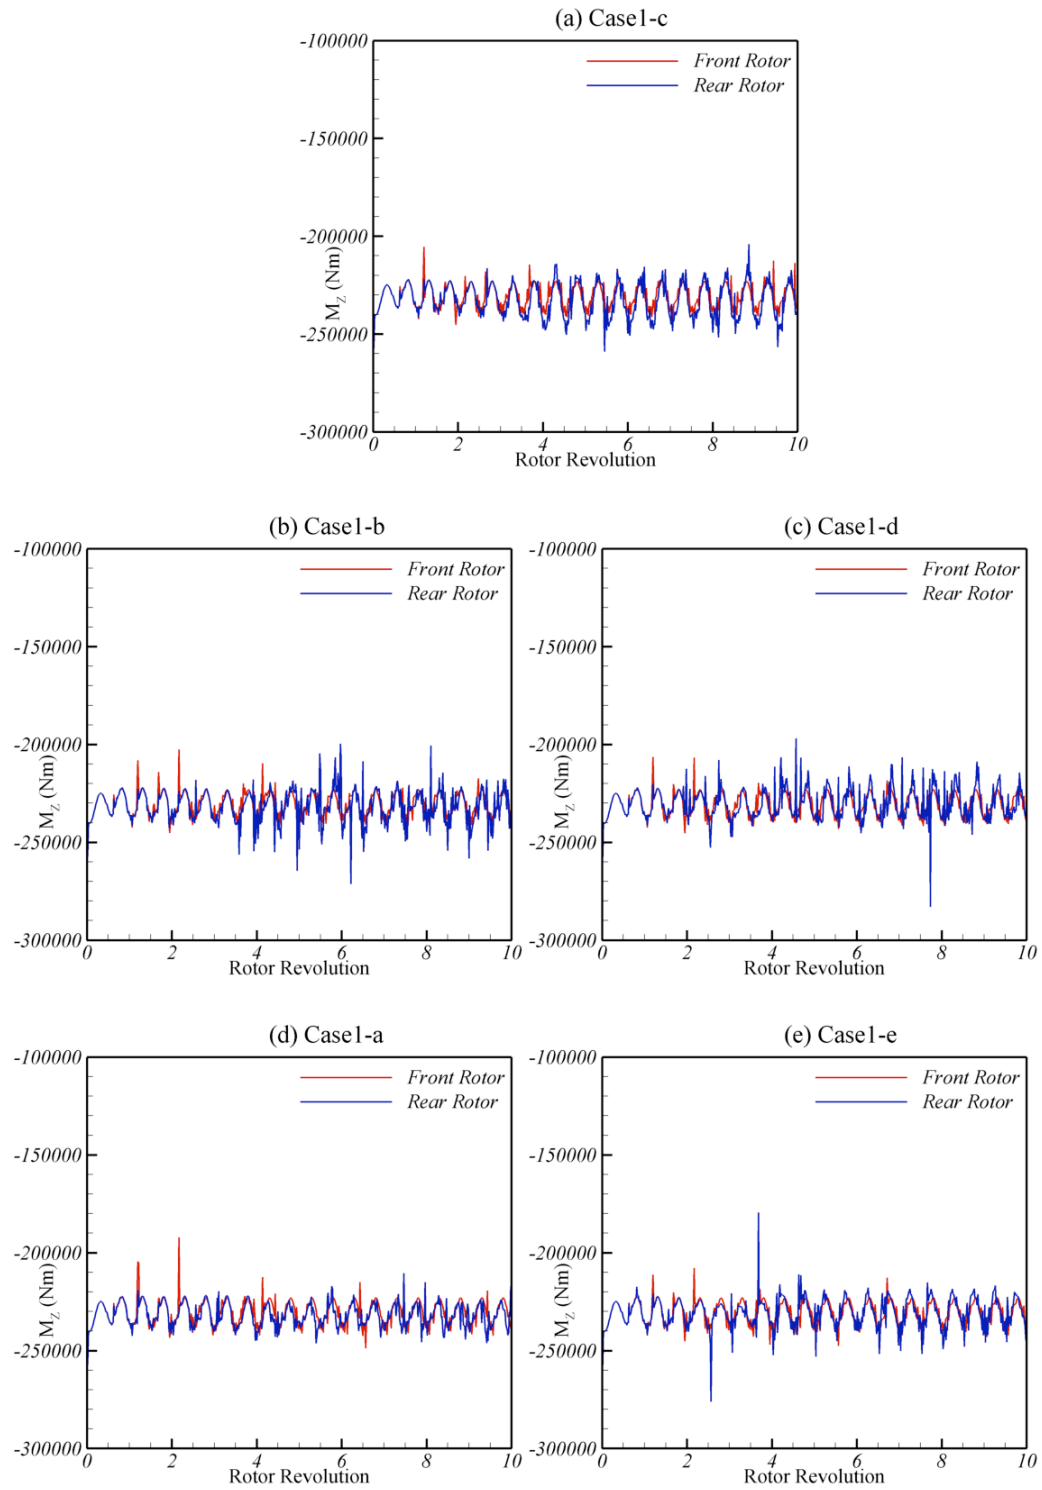 (a) Case1-c
-100000
Front Rotor
Rear Rotor
-150000
-200000
M_Z (Nm)
-250000
-300000
0 2 4 6 8 10
Rotor Revolution
(b) Case1-b
-100000
Front Rotor
Rear Rotor
-150000
-200000
M_Z (Nm)
-250000
-300000
0 2 4 6 8 10
Rotor Revolution
(c) Case1-d
-100000
Front Rotor
Rear Rotor
-150000
-200000
M_Z (Nm)
-250000
-300000
0 2 4 6 8 10
Rotor Revolution
(d) Case1-a
-100000
Front Rotor
Rear Rotor
-150000
-200000
M_Z (Nm)
-250000
-300000
0 2 4 6 8 10
Rotor Revolution
(e) Case1-e
-100000
Front Rotor
Rear Rotor
-150000
-200000
M_Z (Nm)
-250000
-300000
0 2 4 6 8 10
Rotor Revolution